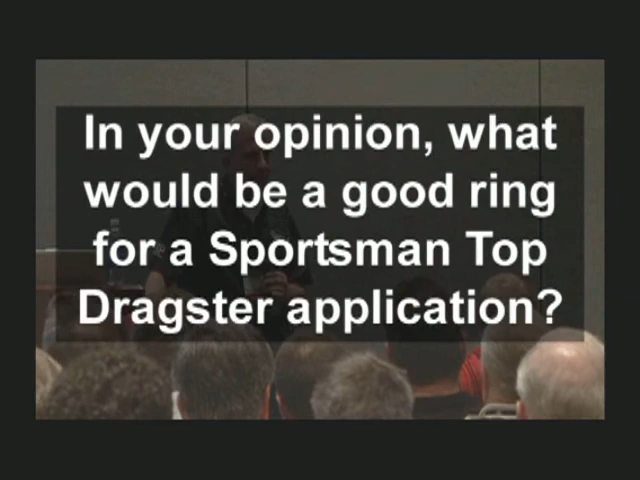 In your opinion, what
would be a good ring
for a Sportsman Top
Dragster application?